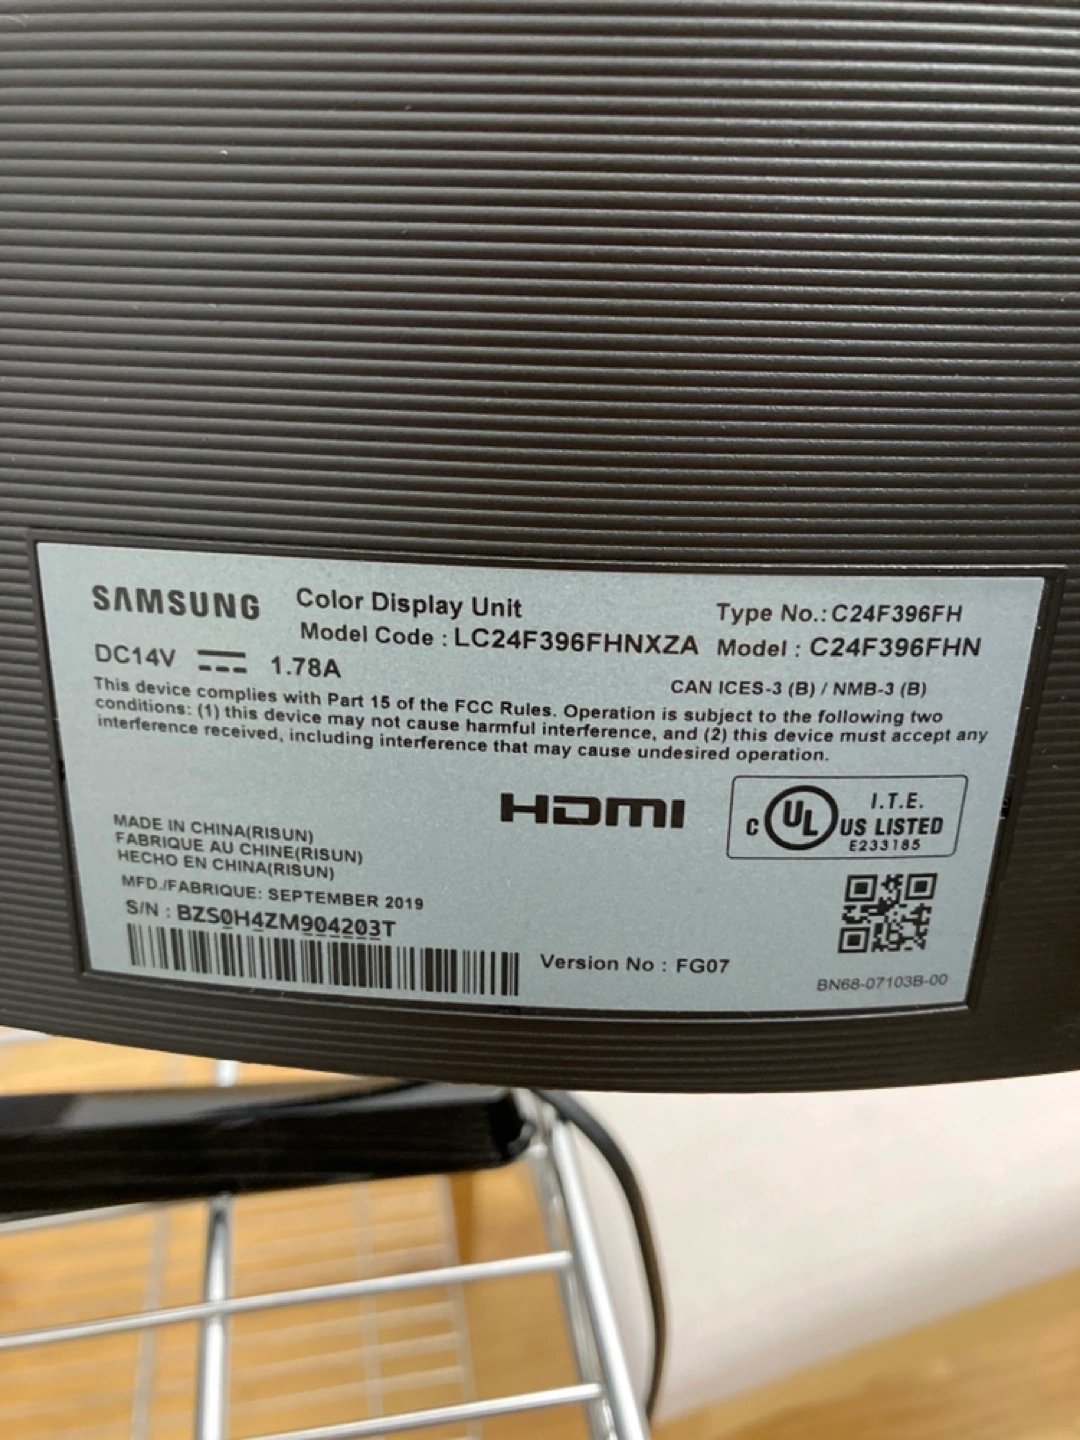 SAMSUNG Color Display Unit Type No.: C24F396FH
Model Code : LC24F396FHNXZA Model : C24F396FHN
DC14V 1.78A
CAN ICES-3 (B) / NMB-3 (B)
This device complies with Part 15 of the FCC Rules. Operation is subject to the following two
conditions: (1) this device may not cause harmful interference, and (2) this device must accept any
interference received, including interference that may cause undesired operation.
HDMI
C UL US LISTED
I.T.E.
E233185
MADE IN CHINA(RISUN)
FABRIQUE AU CHINE(RISUN)
HECHO EN CHINA(RISUN)
MFD./FABRIQUE: SEPTEMBER 2019
S/N : BZS0H4ZM904203T
Version No : FG07
BN68-07103B-00